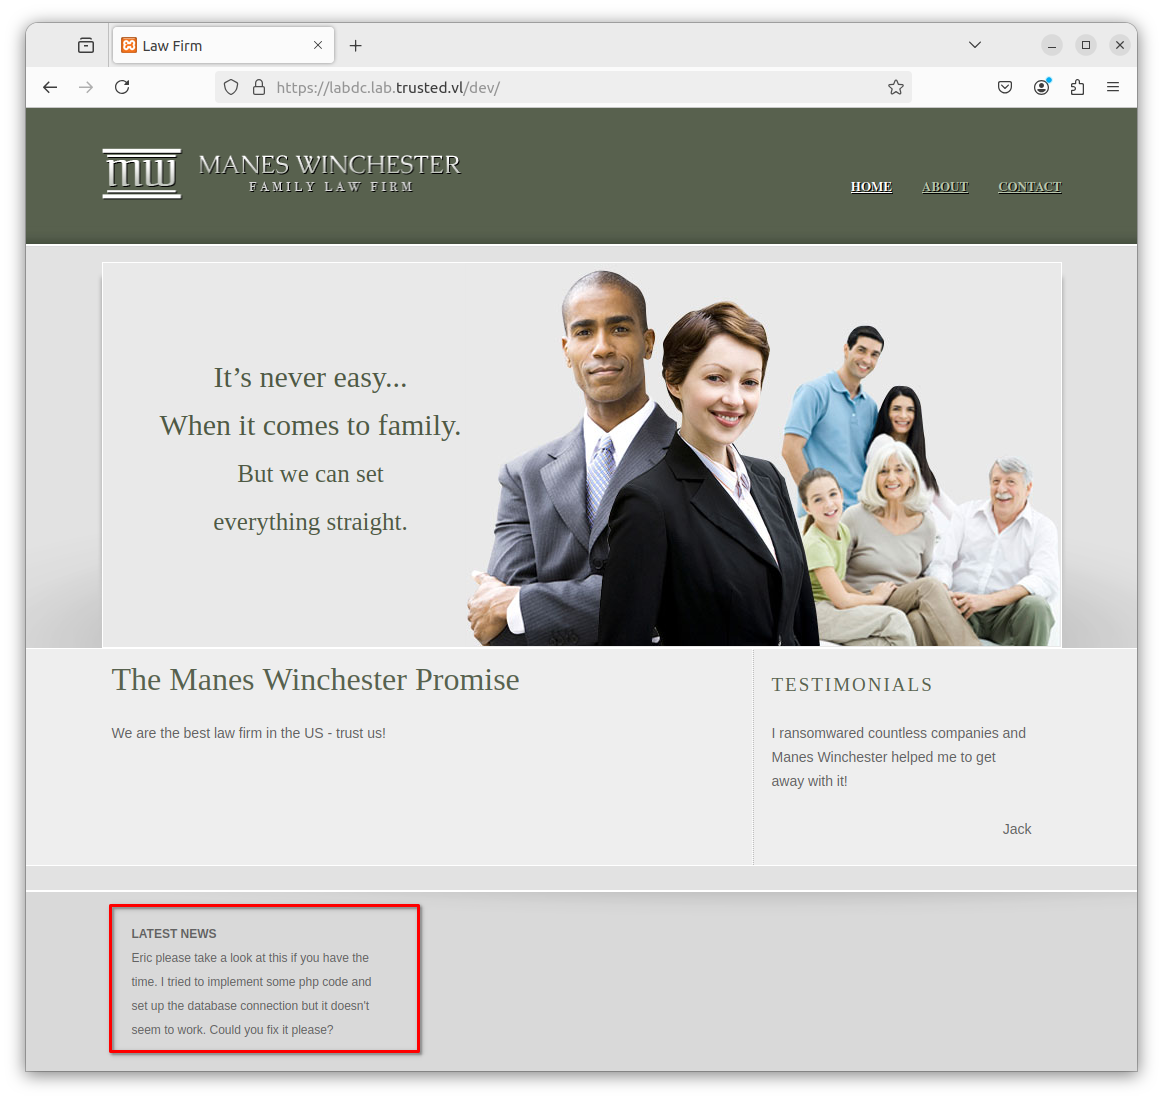 Law Firm
https://labdc.lab.trusted.vl/dev/
mw MANES WINCHESTER
FAMILY LAW FIRM
HOME ABOUT CONTACT
It’s never easy...
When it comes to family.
But we can set
everything straight.
The Manes Winchester Promise
We are the best law firm in the US - trust us!
TESTIMONIALS
I ransomwared countless companies and
Manes Winchester helped me to get
away with it!
Jack
LATEST NEWS
Eric please take a look at this if you have the
time. I tried to implement some php code and
set up the database connection but it doesn't
seem to work. Could you fix it please?